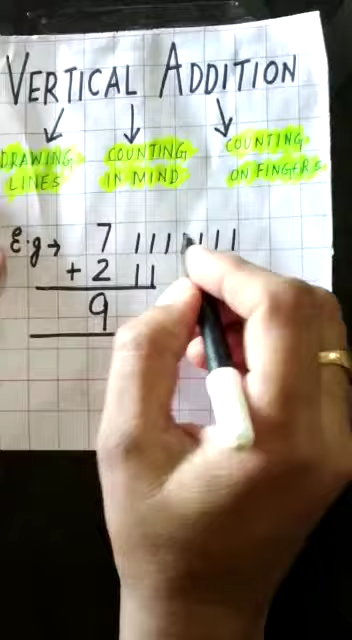 VERTICAL ADDITION
DRAWING LINES
COUNTING IN MIND
COUNTING ON FINGERS
E.g → 7 |||||||
+ 2 ||
9